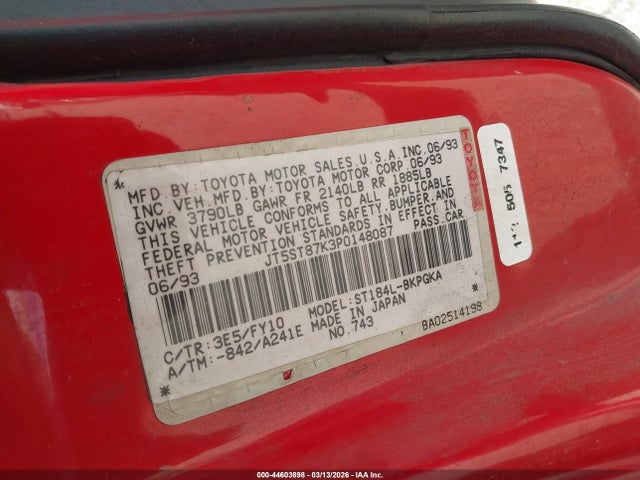 MFD. BY: TOYOTA MOTOR SALES, U.S.A. INC. 06/93
INC. VEH. MFD. BY: TOYOTA MOTOR CORP 06/93
GVWR 3790LB GAWR FR 2140LB RR 1885LB
THIS VEHICLE CONFORMS TO ALL APPLICABLE
FEDERAL MOTOR VEHICLE SAFETY, BUMPER, AND
THEFT PREVENTION STANDARDS IN EFFECT
06/93 JT5ST87K3P0148087 PASS. CAR
MODEL: ST184L-BKPGKA
C/TR: 3E5/FY10 MADE IN JAPAN
A/TM: -842/A241E NO. 743
BA02514198
TOYOTA
505 7347
00-44603898 - 03/13/2026 - IAA Inc.